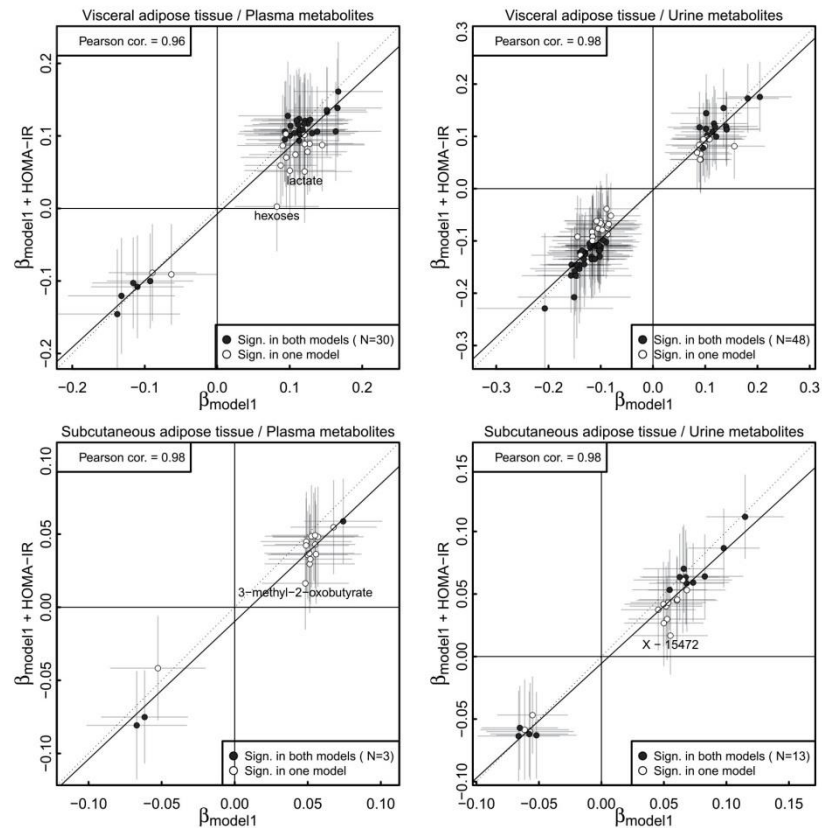 Visceral adipose tissue / Plasma metabolites
Pearson cor. = 0.96
βmodel1 + HOMA−IR
0.2
0.1
0.0
−0.1
−0.2
lactate
hexoses
● Sign. in both models ( N=30)
○ Sign. in one model
−0.2 −0.1 0.0 0.1 0.2
βmodel1
Visceral adipose tissue / Urine metabolites
Pearson cor. = 0.98
βmodel1 + HOMA−IR
0.3
0.2
0.1
0.0
−0.1
−0.2
−0.3
● Sign. in both models ( N=48)
○ Sign. in one model
−0.3 −0.2 −0.1 0.0 0.1 0.2 0.3
βmodel1
Subcutaneous adipose tissue / Plasma metabolites
Pearson cor. = 0.98
βmodel1 + HOMA−IR
0.10
0.05
0.00
−0.05
−0.10
3−methyl−2−oxobutyrate
● Sign. in both models ( N=3)
○ Sign. in one model
−0.10 −0.05 0.00 0.05 0.10
βmodel1
Subcutaneous adipose tissue / Urine metabolites
Pearson cor. = 0.98
βmodel1 + HOMA−IR
0.15
0.10
0.05
0.00
−0.05
−0.10
X − 15472
● Sign. in both models ( N=13)
○ Sign. in one model
−0.10 −0.05 0.00 0.05 0.10 0.15
βmodel1